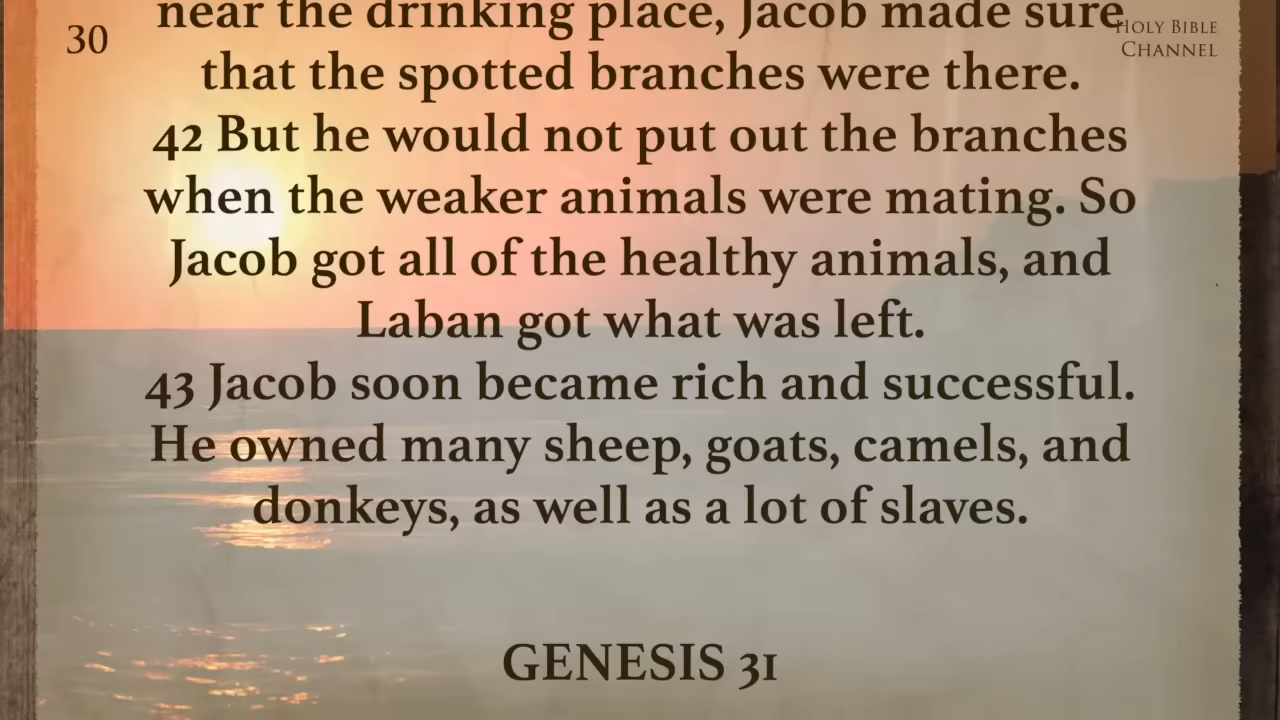 near the drinking place, Jacob made sure
30
HOLY BIBLE
CHANNEL
that the spotted branches were there.
42 But he would not put out the branches
when the weaker animals were mating. So
Jacob got all of the healthy animals, and
Laban got what was left.
43 Jacob soon became rich and successful.
He owned many sheep, goats, camels, and
donkeys, as well as a lot of slaves.
GENESIS 31